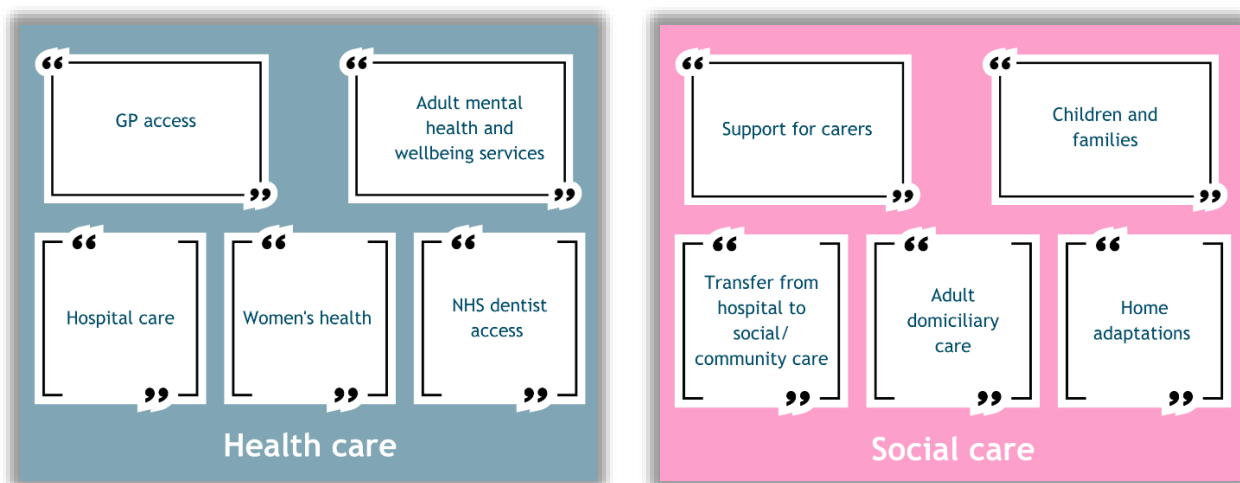 GP access
Adult mental
health and
wellbeing services
Hospital care
Women's health
NHS dentist
access
Health care
Support for carers
Children and
families
Transfer from
hospital to
social/
community care
Adult
domiciliary
care
Home
adaptations
Social care